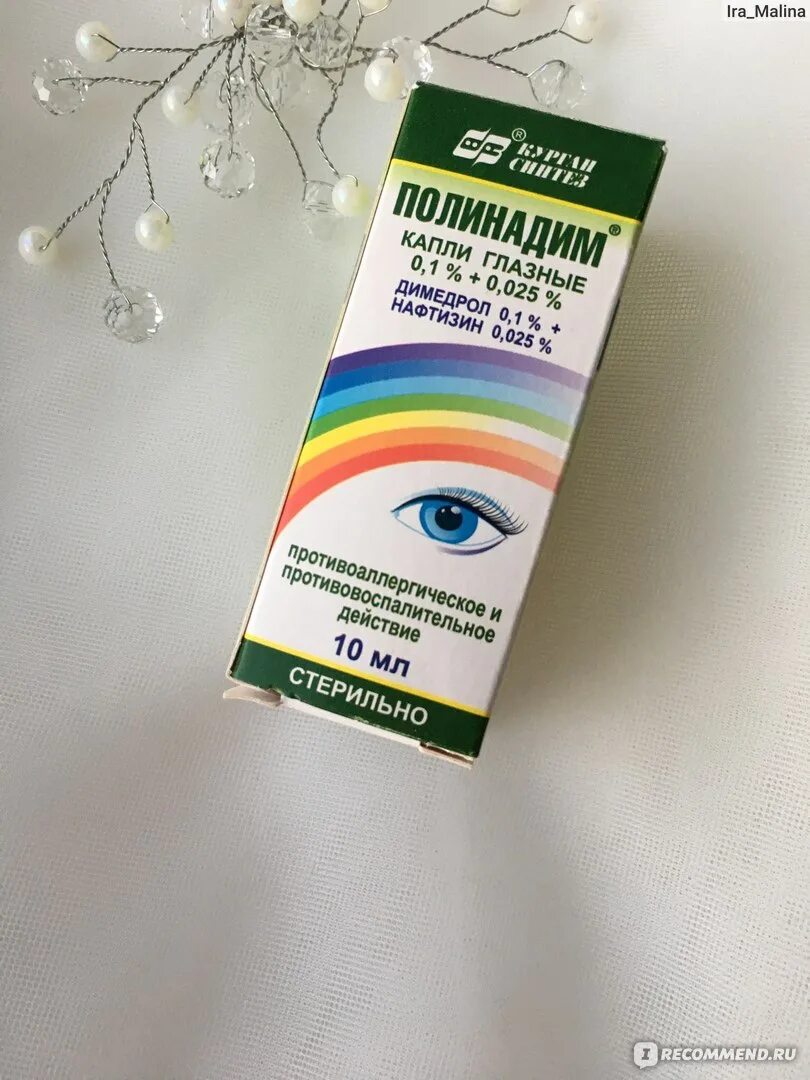 Ira_Malina
КУРГАН
СИНТЕЗ
ПОЛИНАДИМ®
КАПЛИ ГЛАЗНЫЕ
0,1 % + 0,025 %
ДИМЕДРОЛ 0,1 % +
НАФТИЗИН 0,025 %
противоаллергическое и
противовоспалительное
действие
10 мл
СТЕРИЛЬНО
IRECOMMEND.RU